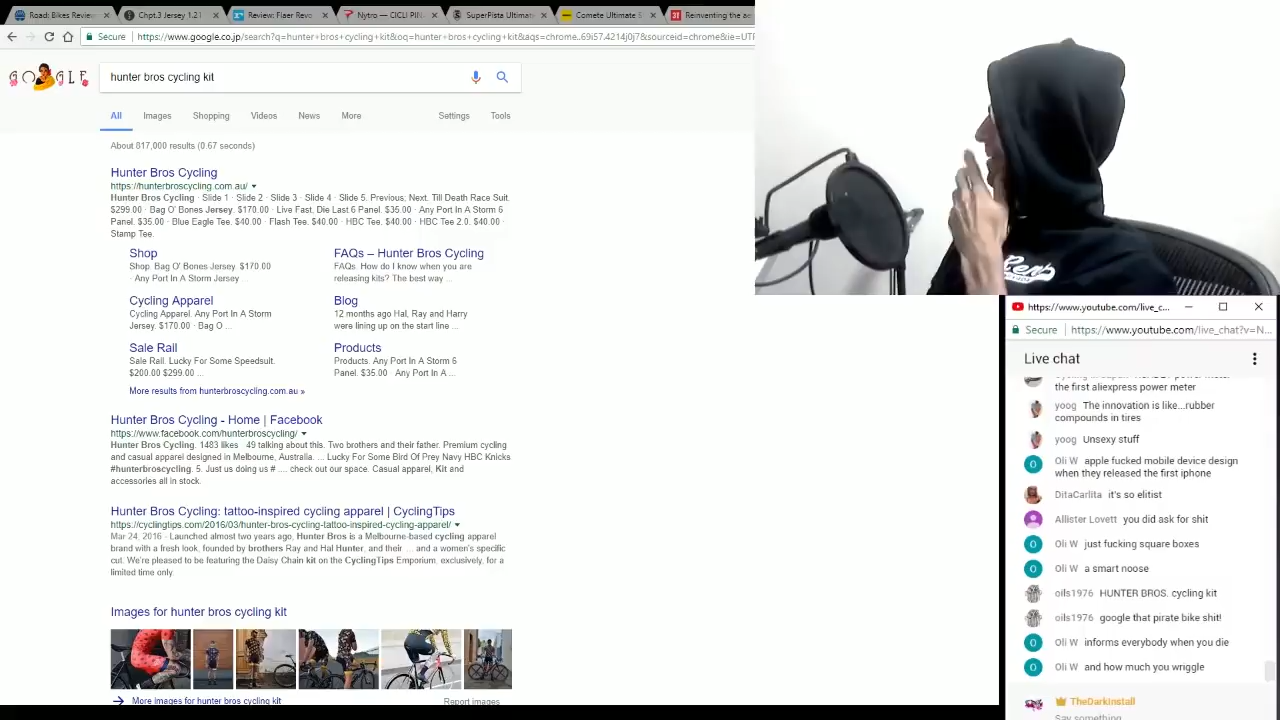 Road: Bikes Review
Chpt.3 Jersey 1.21
Review: Flaer Revo
Nytro — CICLI PIN
SuperPista Ultimate
Comete Ultimate S
Reinventing the ae
Secure
https://www.google.co.jp/search?q=hunter+bros+cycling+kit&oq=hunter+bros+cycling+kit&aqs=chrome..69i57.4214j0j7&sourceid=chrome&ie=UTF
GOOGLE
hunter bros cycling kit
All Images Shopping Videos News More Settings Tools
About 817,000 results (0.67 seconds)
Hunter Bros Cycling
https://hunterbroscycling.com.au/
Hunter Bros Cycling · Slide 1 · Slide 2 · Slide 3 · Slide 4 · Slide 5. Previous; Next. Till Death Race Suit.
$299.00 · Bag O' Bones Jersey. $170.00 · Live Fast, Die Last 6 Panel. $35.00 · Any Port In A Storm 6
Panel. $35.00 · Blue Eagle Tee. $40.00 · Flash Tee. $40.00 · HBC Tee. $40.00 · HBC Tee 2.0. $40.00 ·
Stamp Tee.
Shop
Shop. Bag O' Bones Jersey. $170.00
· Any Port In A Storm Jersey ...
FAQs – Hunter Bros Cycling
FAQs. How do I know when you are
releasing kits? The best way ...
Cycling Apparel
Cycling Apparel. Any Port In A Storm
Jersey. $170.00 · Bag O ...
Blog
12 months ago Hal, Ray and Harry
were lining up on the start line ...
Sale Rail
Sale Rail. Lucky For Some Speedsuit.
$200.00 $299.00 ...
Products
Products. Any Port In A Storm 6
Panel. $35.00 · Any Port In A ...
More results from hunterbroscycling.com.au »
Hunter Bros Cycling - Home | Facebook
https://www.facebook.com/hunterbroscycling/
Hunter Bros Cycling. 1483 likes · 49 talking about this. Two brothers and their father. Premium cycling
and casual apparel designed in Melbourne, Australia. ... Lucky For Some Bird Of Prey Navy HBC Knicks
#hunterbroscycling. 5. Just us doing us # .... check out our space. Casual apparel, Kit and
accessories all in stock.
Hunter Bros Cycling: tattoo-inspired cycling apparel | CyclingTips
https://cyclingtips.com/2016/03/hunter-bros-cycling-tattoo-inspired-cycling-apparel/
Mar 24, 2016 - Launched almost two years ago, Hunter Bros is a Melbourne-based cycling apparel
brand with a fresh look, founded by brothers Ray and Hal Hunter, and their ... and a women's specific
cut. We're pleased to be featuring the Daisy Chain kit on the CyclingTips Emporium, exclusively, for a
limited time only.
Images for hunter bros cycling kit
More images for hunter bros cycling kit
Report images
https://www.youtube.com/live_c...
Secure
https://www.youtube.com/live_chat?v=N...
Live chat
the first aliexpress power meter
yoog The innovation is like...rubber
compounds in tires
yoog Unsexy stuff
Oli W apple fucked mobile device design
when they released the first iphone
DitaCarlita it's so elitist
Allister Lovett you did ask for shit
Oli W just fucking square boxes
Oli W a smart noose
oils1976 HUNTER BROS. cycling kit
oils1976 google that pirate bike shit!
Oli W informs everybody when you die
Oli W and how much you wriggle
TheDarkInstall
Say something...